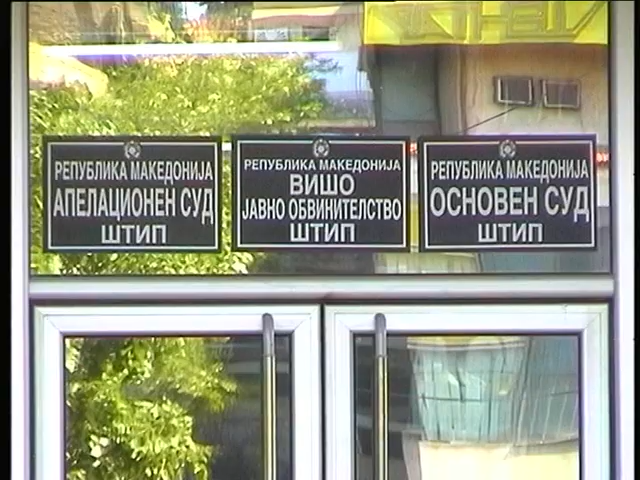 РЕПУБЛИКА МАКЕДОНИЈА
АПЕЛАЦИОНЕН СУД
ШТИП
РЕПУБЛИКА МАКЕДОНИЈА
ВИШО
ЈАВНО ОБВИНИТЕЛСТВО
ШТИП
РЕПУБЛИКА МАКЕДОНИЈА
ОСНОВЕН СУД
ШТИП